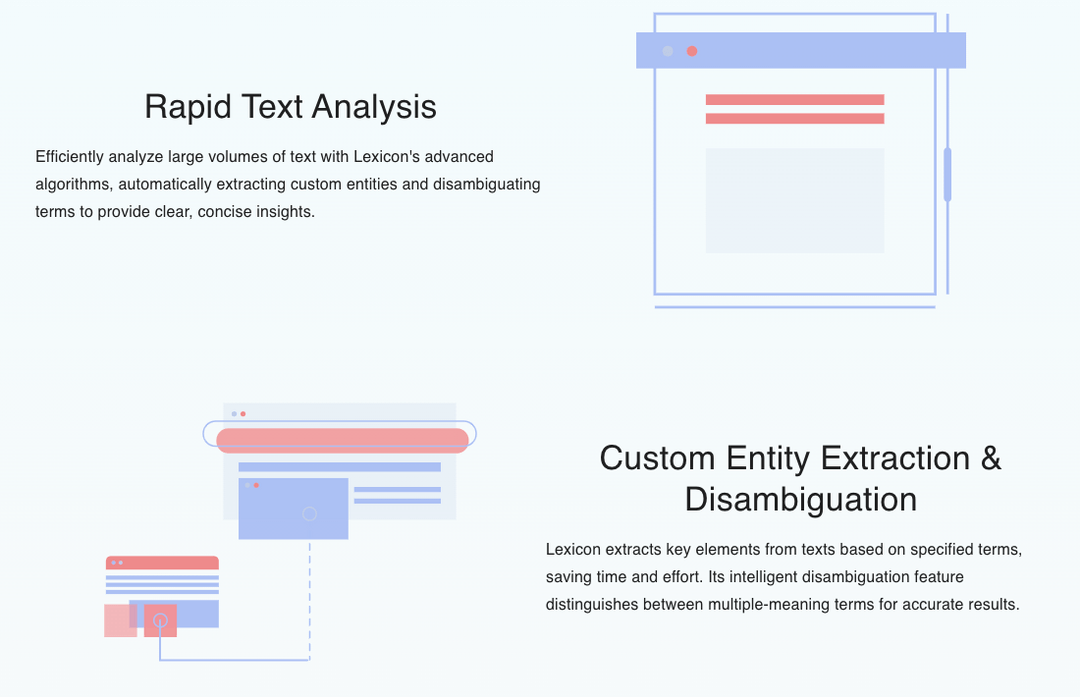 Rapid Text Analysis
Efficiently analyze large volumes of text with Lexicon's advanced
algorithms, automatically extracting custom entities and disambiguating
terms to provide clear, concise insights.
Custom Entity Extraction &
Disambiguation
Lexicon extracts key elements from texts based on specified terms,
saving time and effort. Its intelligent disambiguation feature
distinguishes between multiple-meaning terms for accurate results.